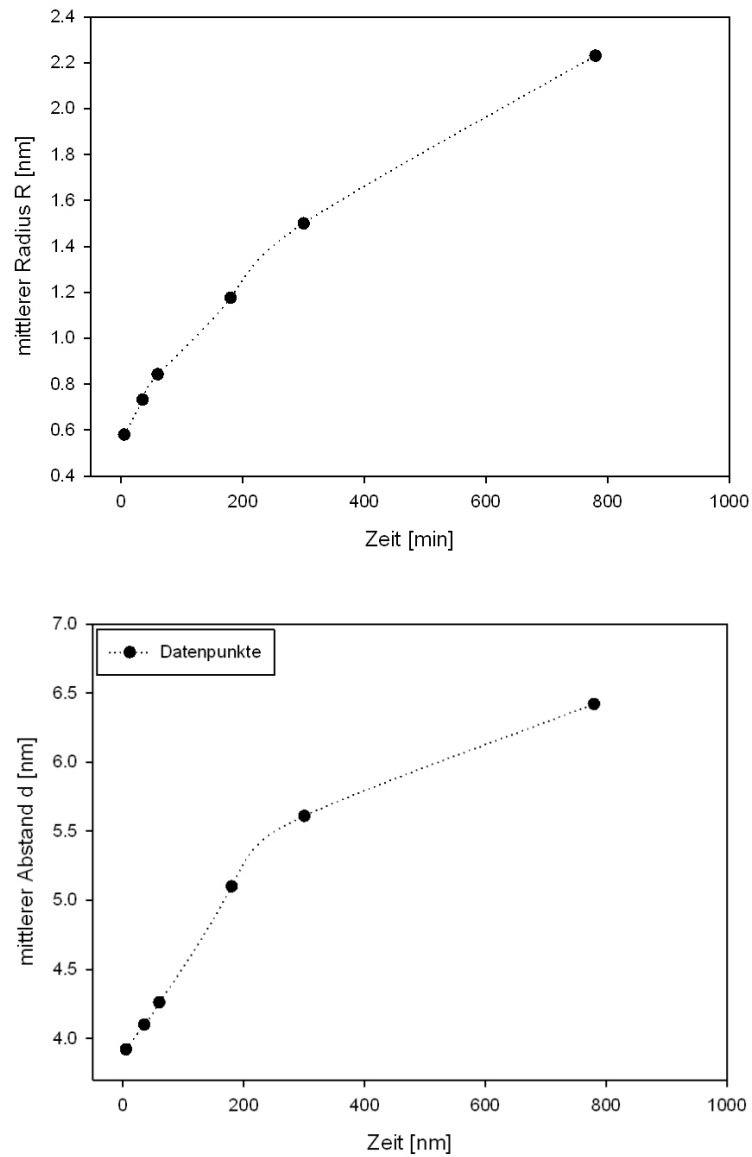 2.4
2.2
2.0
1.8
1.6
1.4
1.2
1.0
0.8
0.6
0.4
mittlerer Radius R [nm]
0 200 400 600 800 1000
Zeit [min]
7.0
6.5
6.0
5.5
5.0
4.5
4.0
mittlerer Abstand d [nm]
Datenpunkte
0 200 400 600 800 1000
Zeit [nm]